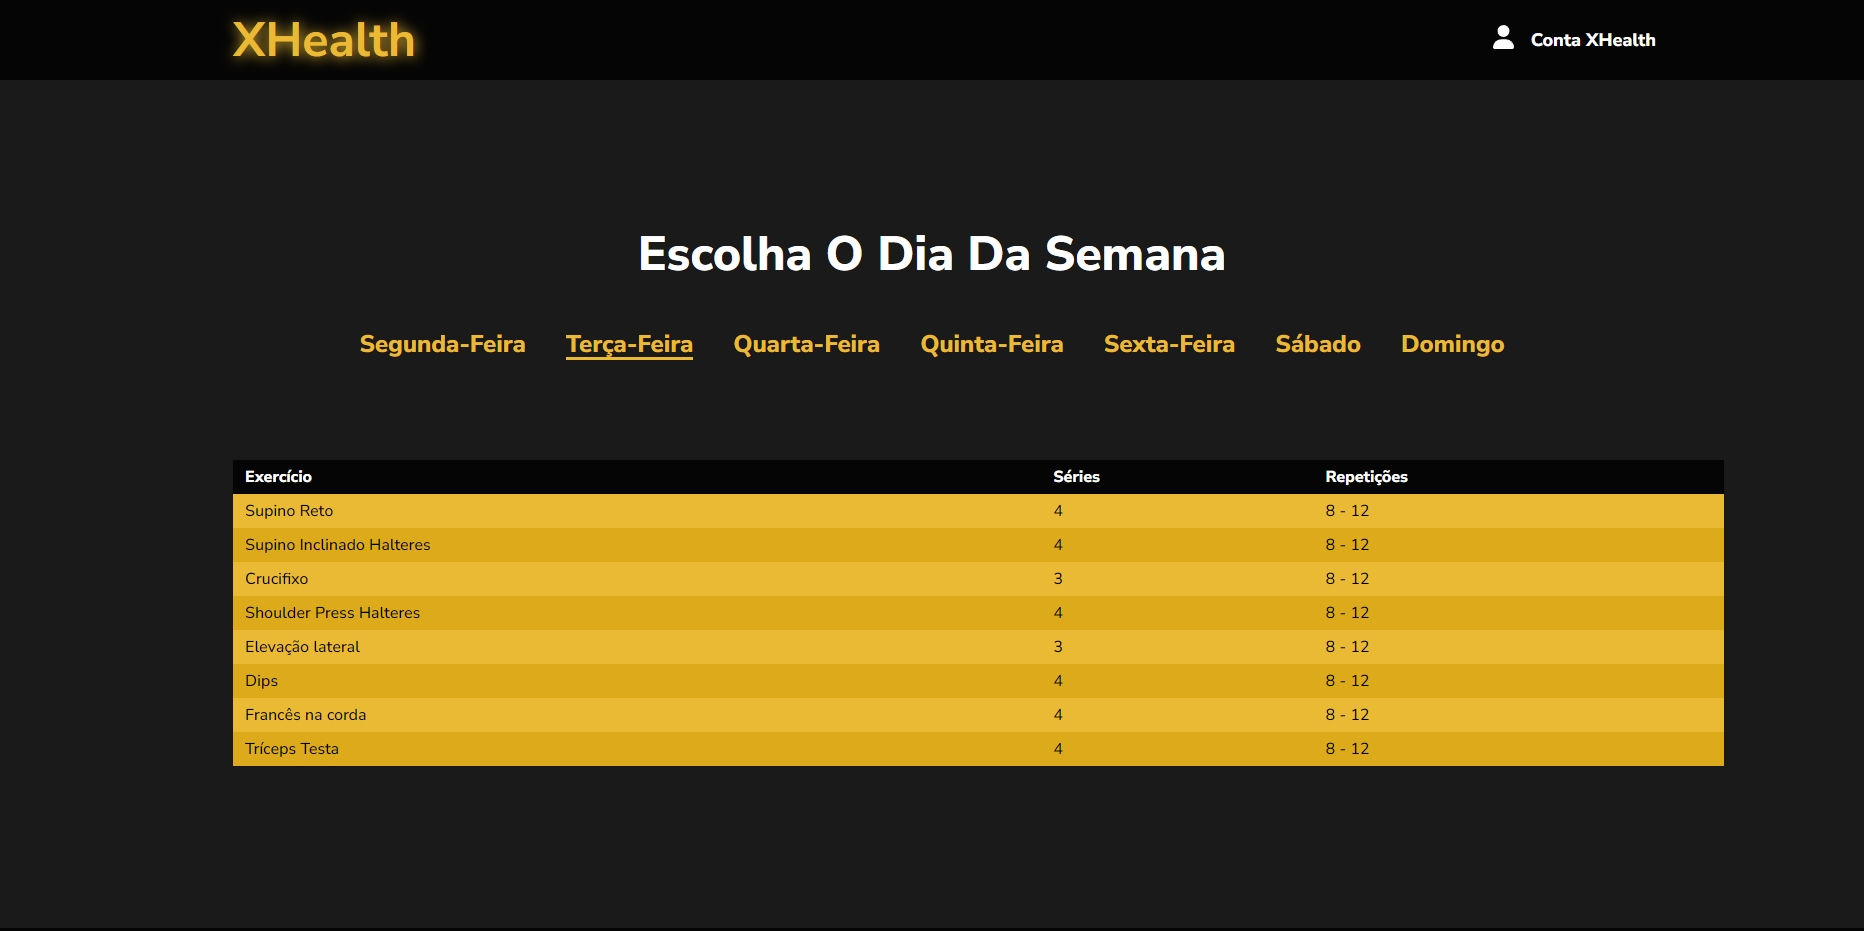 XHealth
Conta XHealth
Escolha O Dia Da Semana
Segunda-Feira Terça-Feira Quarta-Feira Quinta-Feira Sexta-Feira Sábado Domingo
Exercício Séries Repetições
Supino Reto 4 8 - 12
Supino Inclinado Halteres 4 8 - 12
Crucifixo 3 8 - 12
Shoulder Press Halteres 4 8 - 12
Elevação lateral 3 8 - 12
Dips 4 8 - 12
Francês na corda 4 8 - 12
Tríceps Testa 4 8 - 12